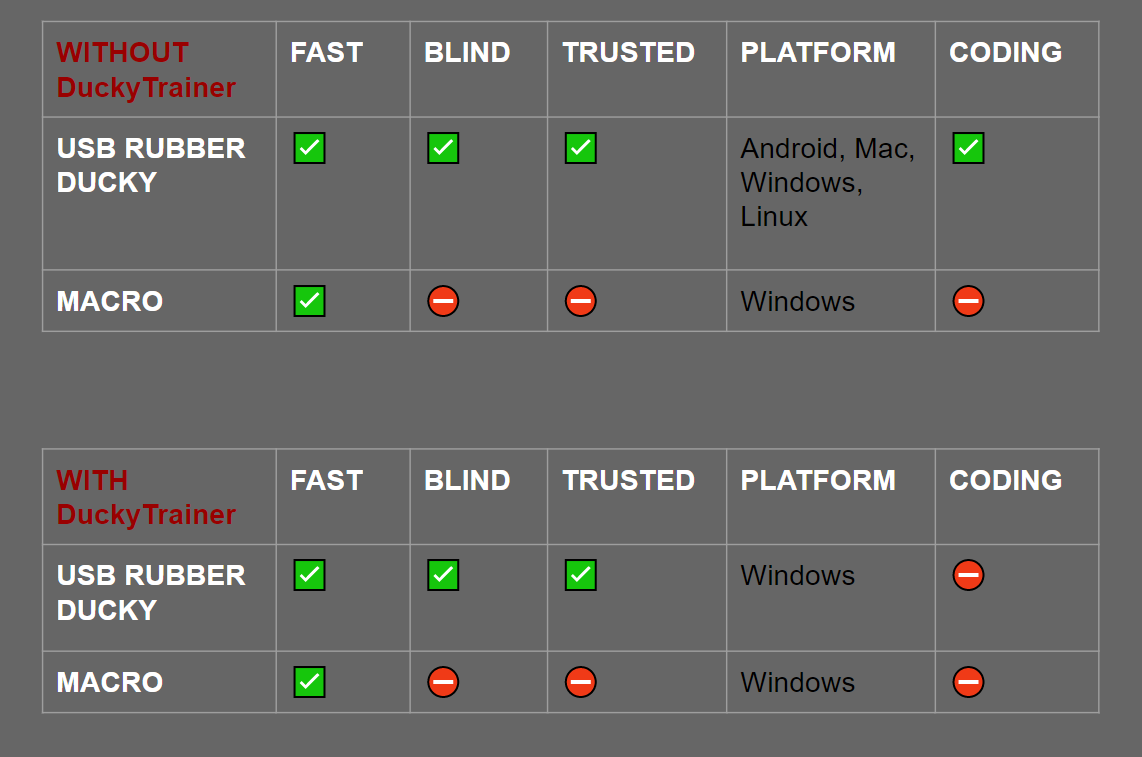 WITHOUT DuckyTrainer FAST BLIND TRUSTED PLATFORM CODING
USB RUBBER DUCKY Android, Mac, Windows, Linux
MACRO Windows
WITH DuckyTrainer FAST BLIND TRUSTED PLATFORM CODING
USB RUBBER DUCKY Windows
MACRO Windows